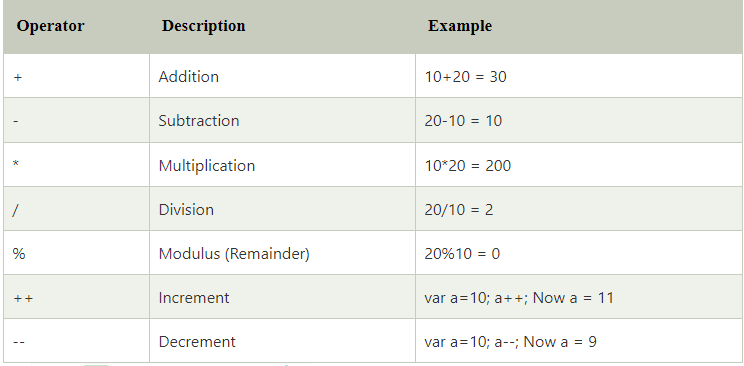 Operator Description Example
+ Addition 10+20 = 30
- Subtraction 20-10 = 10
* Multiplication 10*20 = 200
/ Division 20/10 = 2
% Modulus (Remainder) 20%10 = 0
++ Increment var a=10; a++; Now a = 11
-- Decrement var a=10; a--; Now a = 9